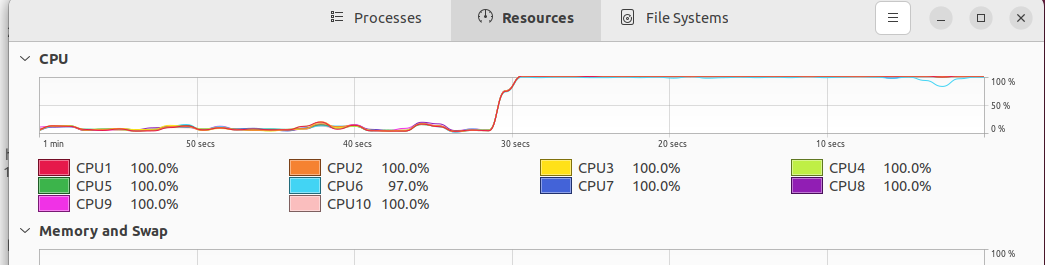 Processes Resources File Systems
CPU
100 %
50 %
0 %
1 min 50 secs 40 secs 30 secs 20 secs 10 secs
CPU1 100.0% CPU2 100.0% CPU3 100.0% CPU4 100.0%
CPU5 100.0% CPU6 97.0% CPU7 100.0% CPU8 100.0%
CPU9 100.0% CPU10 100.0%
Memory and Swap
100 %